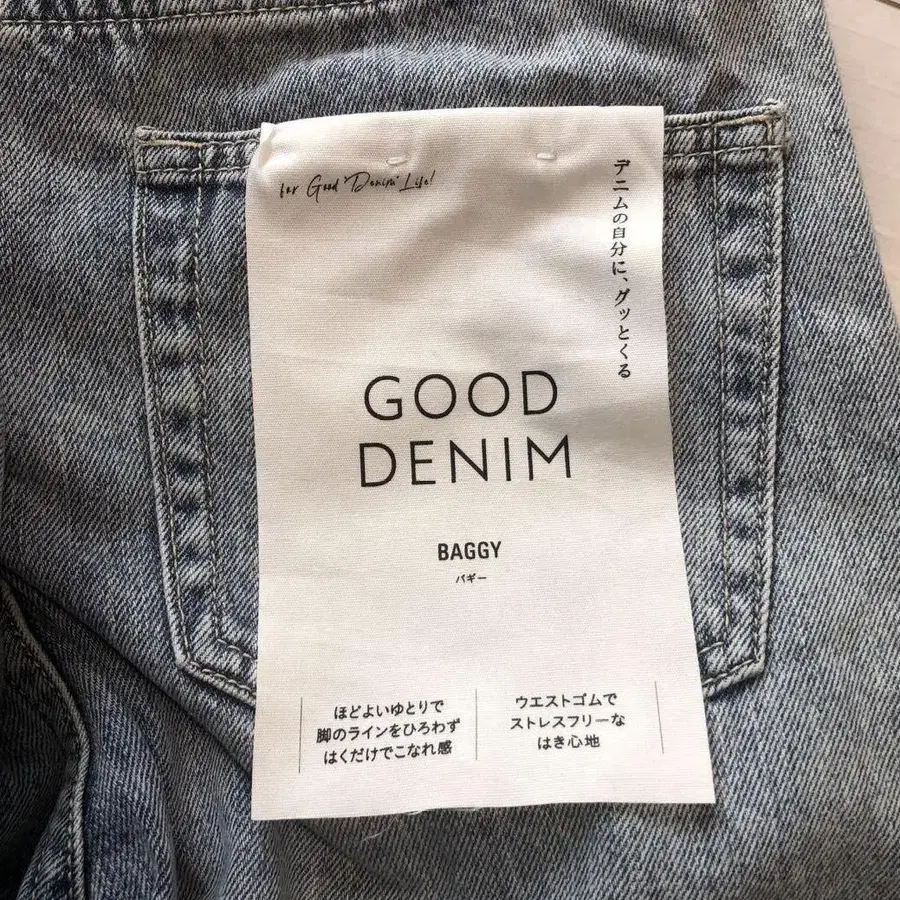 for Good "Denim" Life!
デニムの自分に、グッとくる
GOOD
DENIM
BAGGY
バギー
ほどよいゆとりで
脚のラインをひろわず
はくだけでこなれ感
ウエストゴムで
ストレスフリーな
はき心地